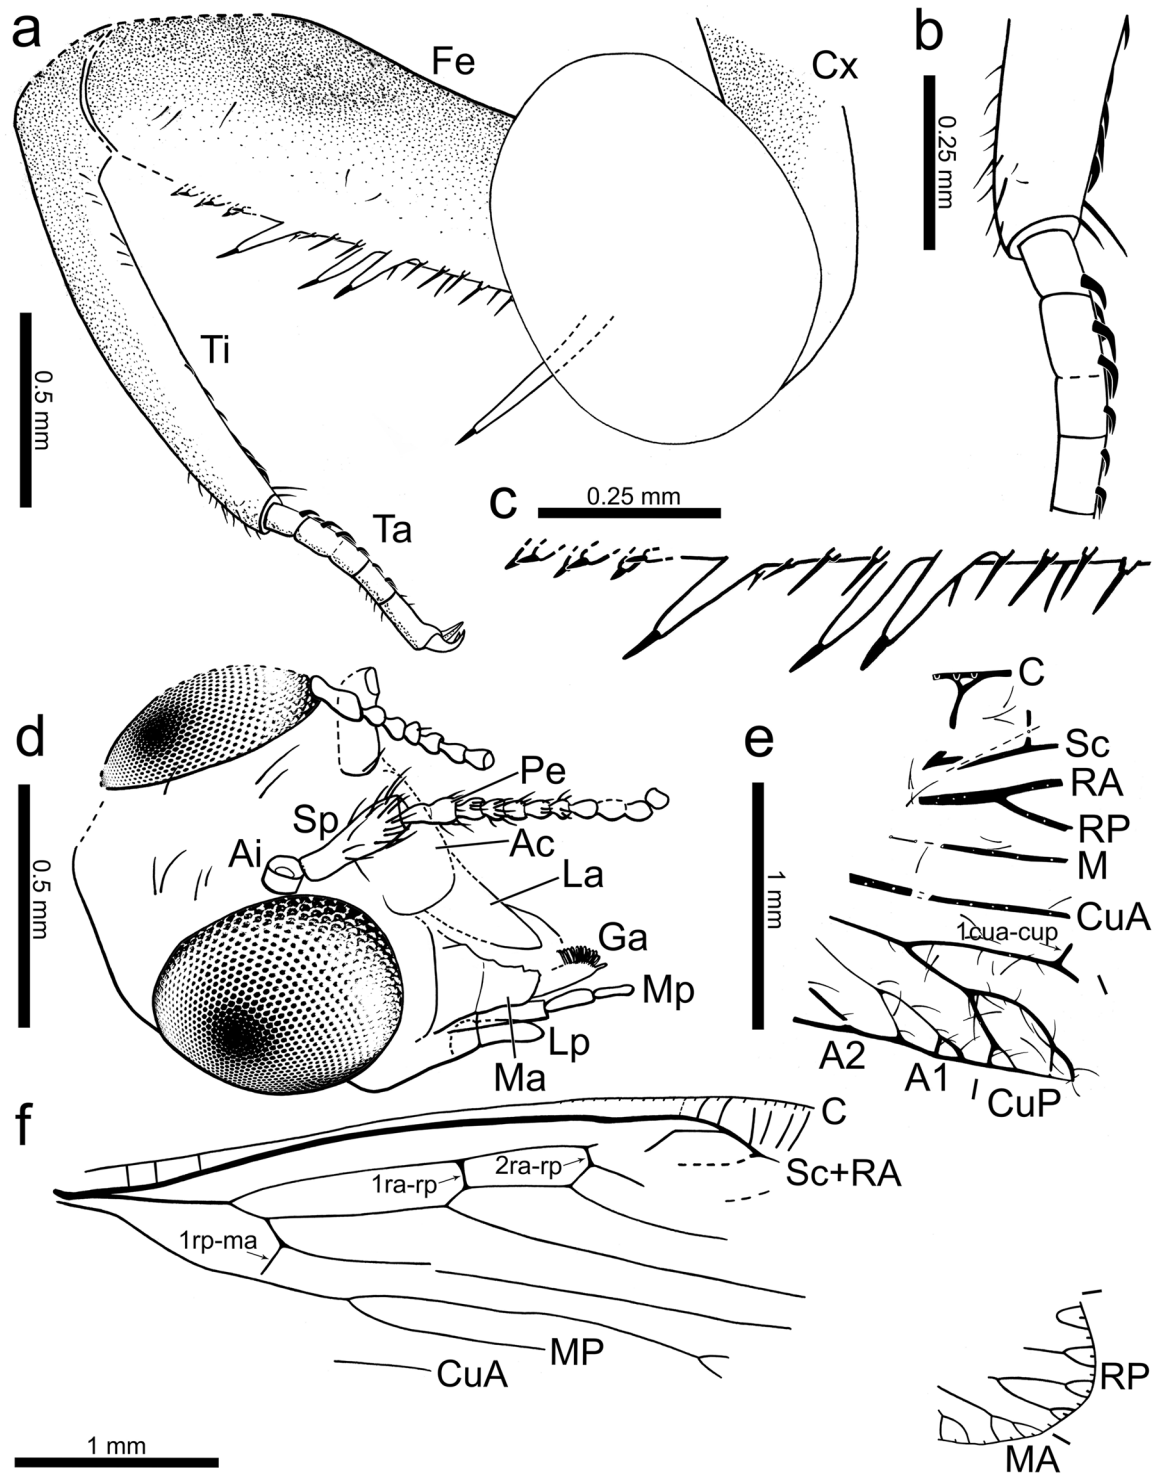 a
Fe
Cx
b
0.25 mm
Ti
0.5 mm
Ta
c
0.25 mm
d
Pe
Sp
Ac
Ai
La
0.5 mm
Ga
Mp
Lp
Ma
e
C
Sc
RA
RP
M
CuA
1 mm
1cua-cup
A2
A1
CuP
f
C
2ra-rp
1ra-rp
Sc+RA
1rp-ma
MP
CuA
RP
1 mm
MA